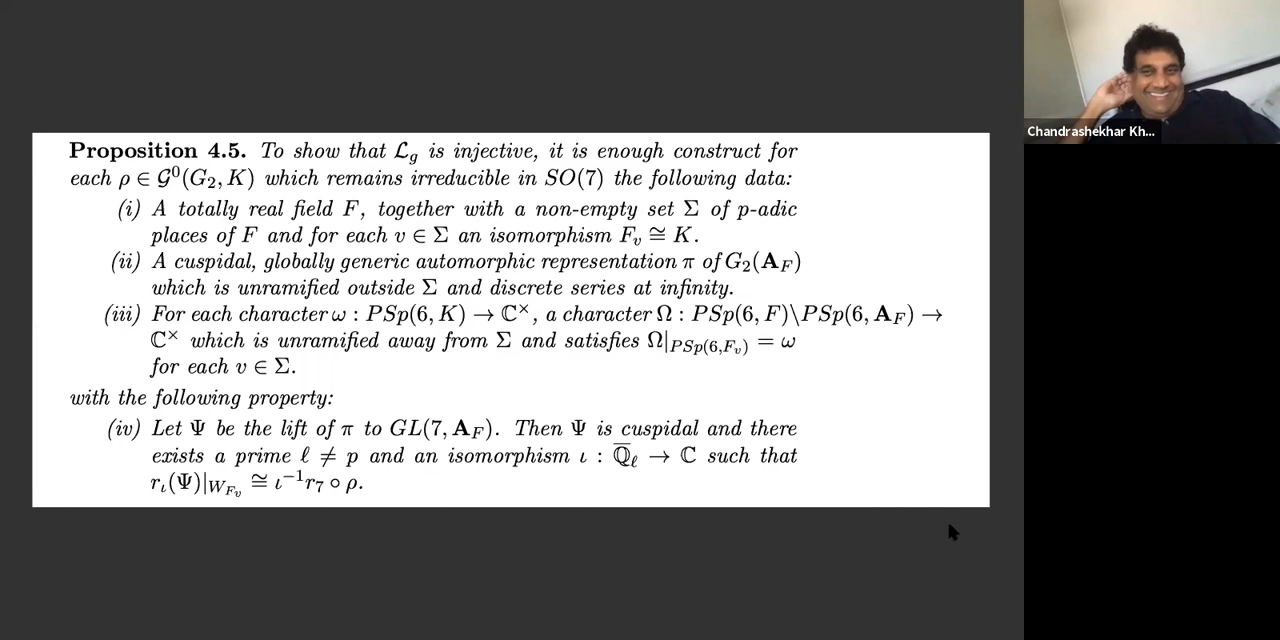 Proposition 4.5. To show that 𝓛_g is injective, it is enough construct for
each ρ ∈ 𝒢⁰(G₂, K) which remains irreducible in SO(7) the following data:
(i) A totally real field F, together with a non-empty set Σ of p-adic
places of F and for each v ∈ Σ an isomorphism F_v ≅ K.
(ii) A cuspidal, globally generic automorphic representation π of G₂(𝐀_F)
which is unramified outside Σ and discrete series at infinity.
(iii) For each character ω : PSp(6, K) → ℂ^×, a character Ω : PSp(6, F)\PSp(6, 𝐀_F) →
ℂ^× which is unramified away from Σ and satisfies Ω|_{PSp(6,F_v)} = ω
for each v ∈ Σ.
with the following property:
(iv) Let Ψ be the lift of π to GL(7, 𝐀_F). Then Ψ is cuspidal and there
exists a prime ℓ ≠ p and an isomorphism ι : ℚ̅_ℓ → ℂ such that
r_ι(Ψ)|_{W_{F_v}} ≅ ι⁻¹r₇ ∘ ρ.
Chandrashekhar Kh...